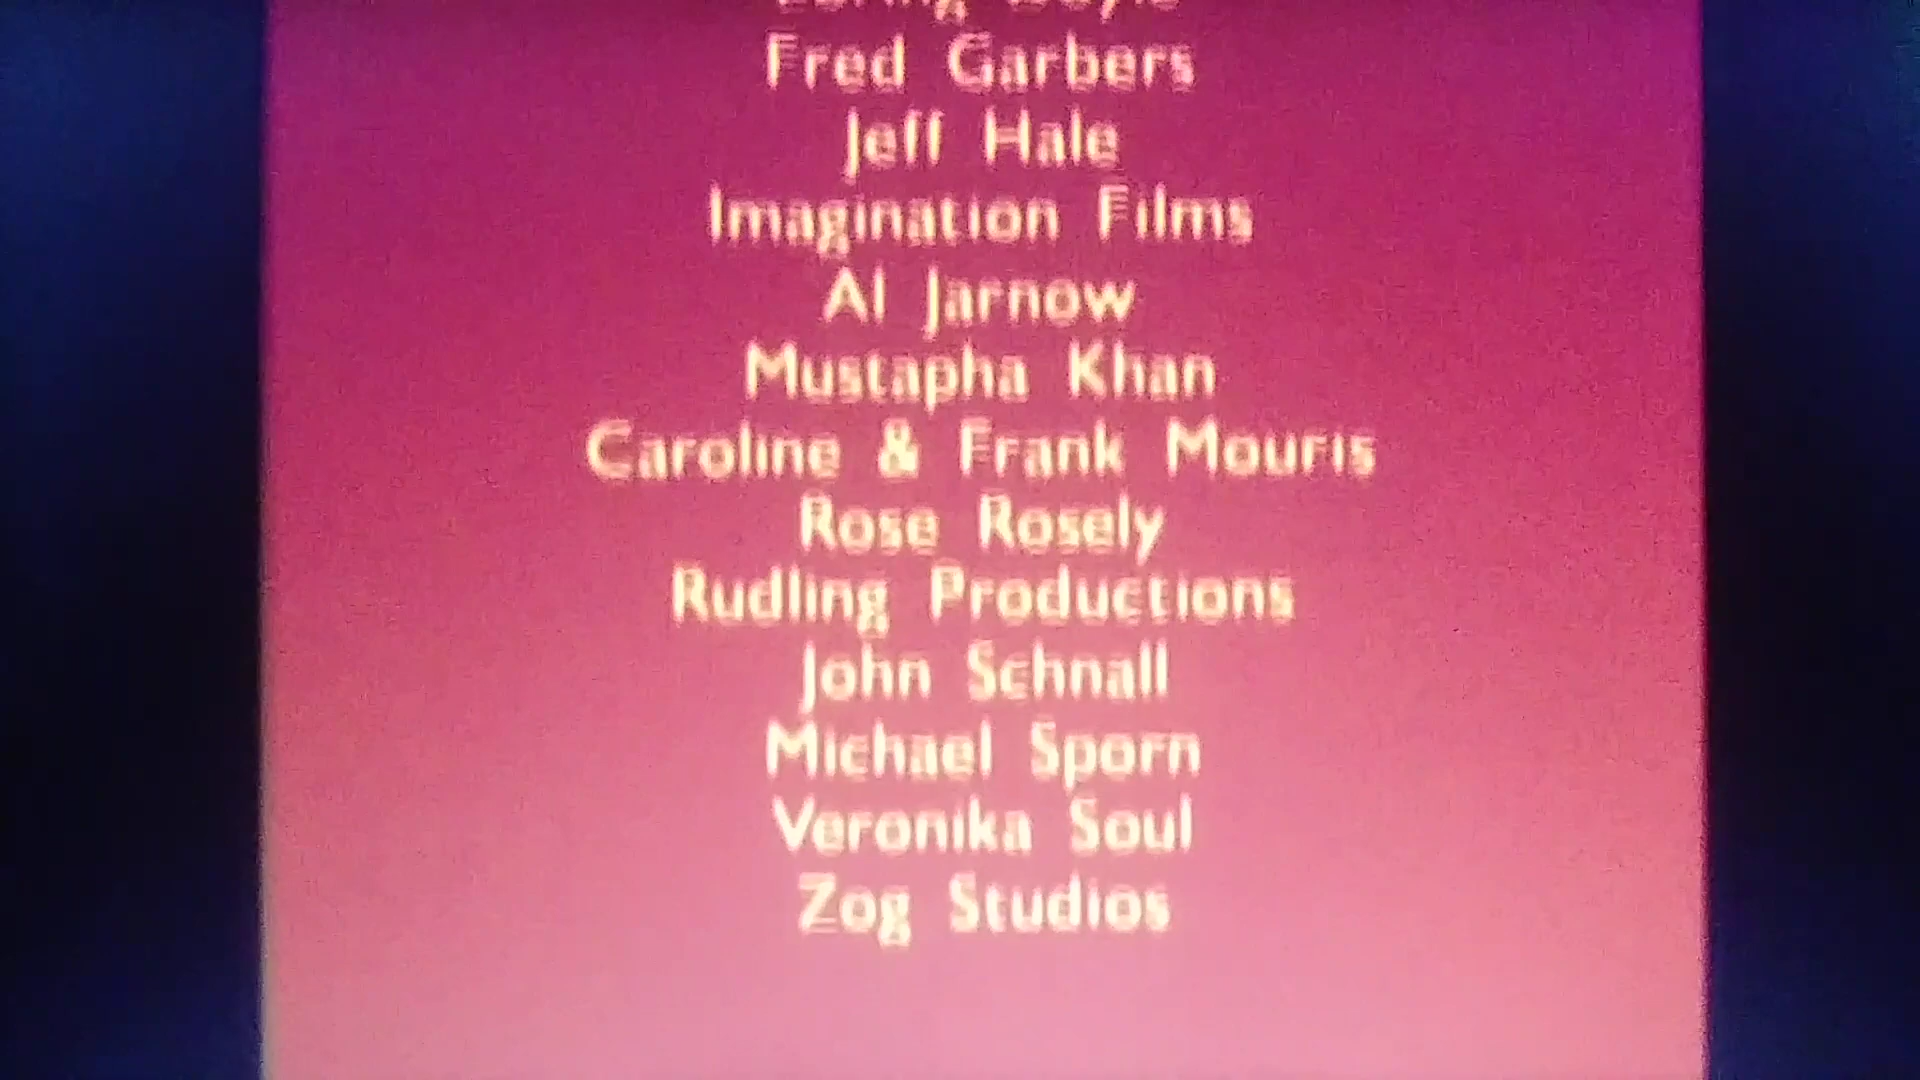 Fred Garbers
Jeff Hale
Imagination Films
Al Jarnow
Mustapha Khan
Caroline & Frank Mouris
Rose Rosely
Rudling Productions
John Schnall
Michael Sporn
Veronika Soul
Zog Studios